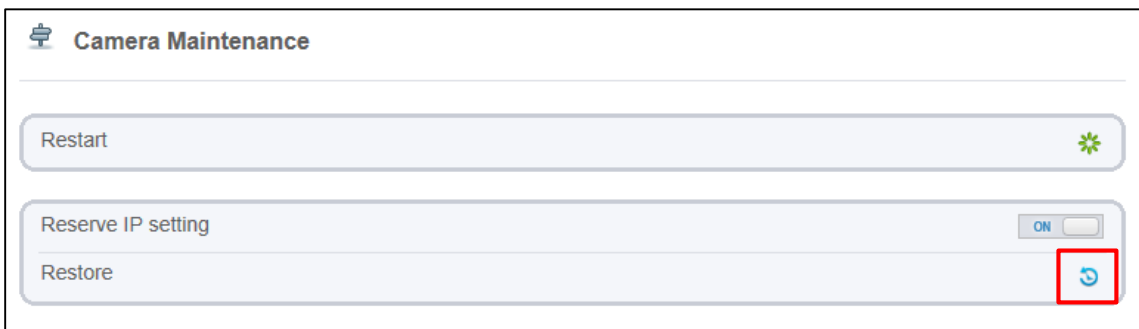 Camera Maintenance
Restart
Reserve IP setting
ON
Restore